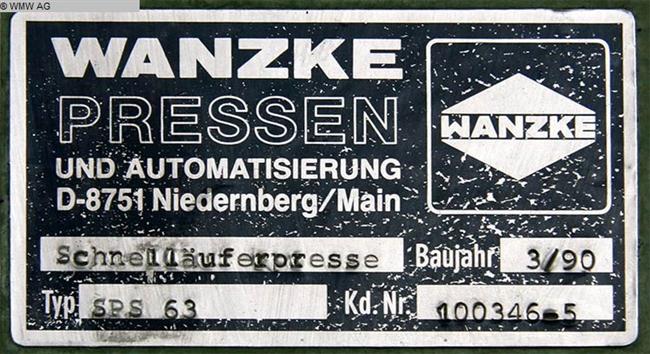 © WMW AG
WANZKE
PRESSEN
UND AUTOMATISIERUNG
D-8751 Niedernberg/Main
WANZKE
Schnelläuferpresse Baujahr 3/90
Typ SPS 63 Kd. Nr. 100346-5